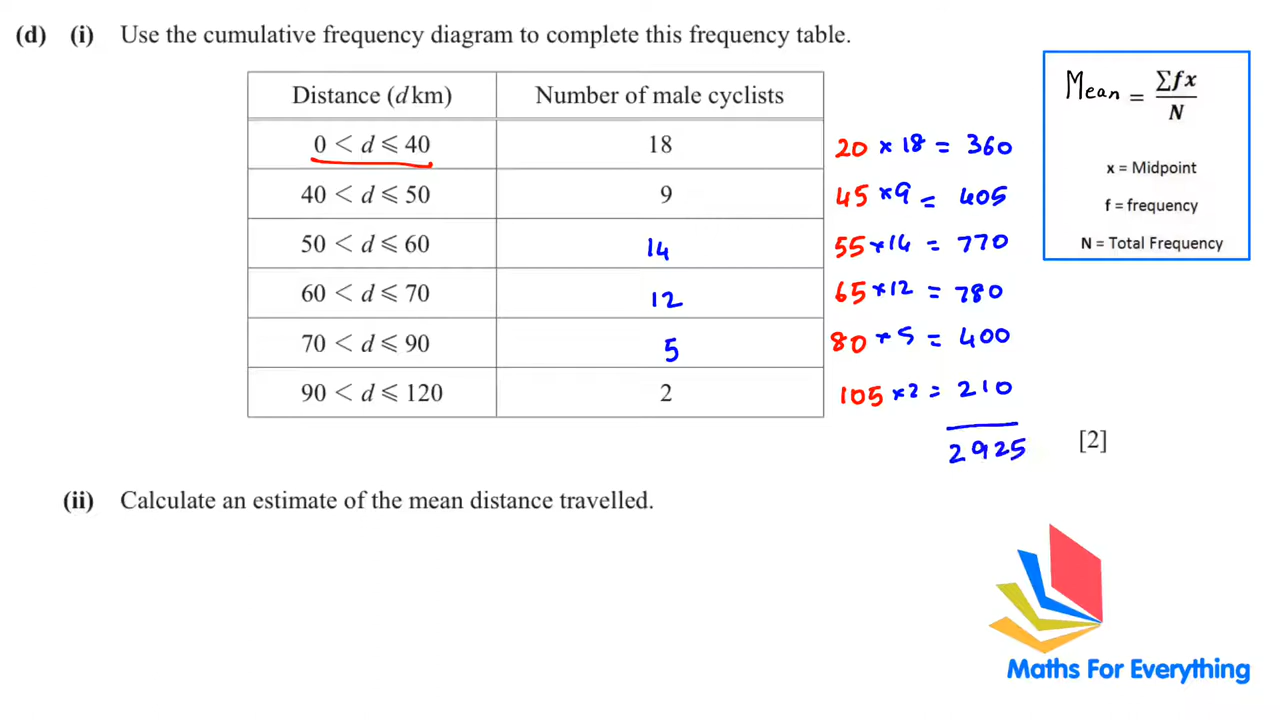 (d) (i) Use the cumulative frequency diagram to complete this frequency table.
Distance (d km) Number of male cyclists
0 < d ⩽ 40 18 20 × 18 = 360
40 < d ⩽ 50 9 45 × 9 = 405
50 < d ⩽ 60 14 55 × 14 = 770
60 < d ⩽ 70 12 65 × 12 = 780
70 < d ⩽ 90 5 80 × 5 = 400
90 < d ⩽ 120 2 105 × 2 = 210
2925
[2]
Mean = ∑fx / N
x = Midpoint
f = frequency
N = Total Frequency
(ii) Calculate an estimate of the mean distance travelled.
Maths For Everything